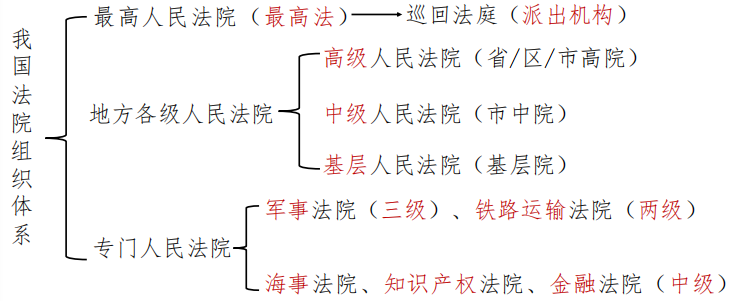 我国法院组织体系
最高人民法院（最高法）
巡回法庭（派出机构）
地方各级人民法院
高级人民法院（省/区/市高院）
中级人民法院（市中院）
基层人民法院（基层院）
专门人民法院
军事法院（三级）、铁路运输法院（两级）
海事法院、知识产权法院、金融法院（中级）